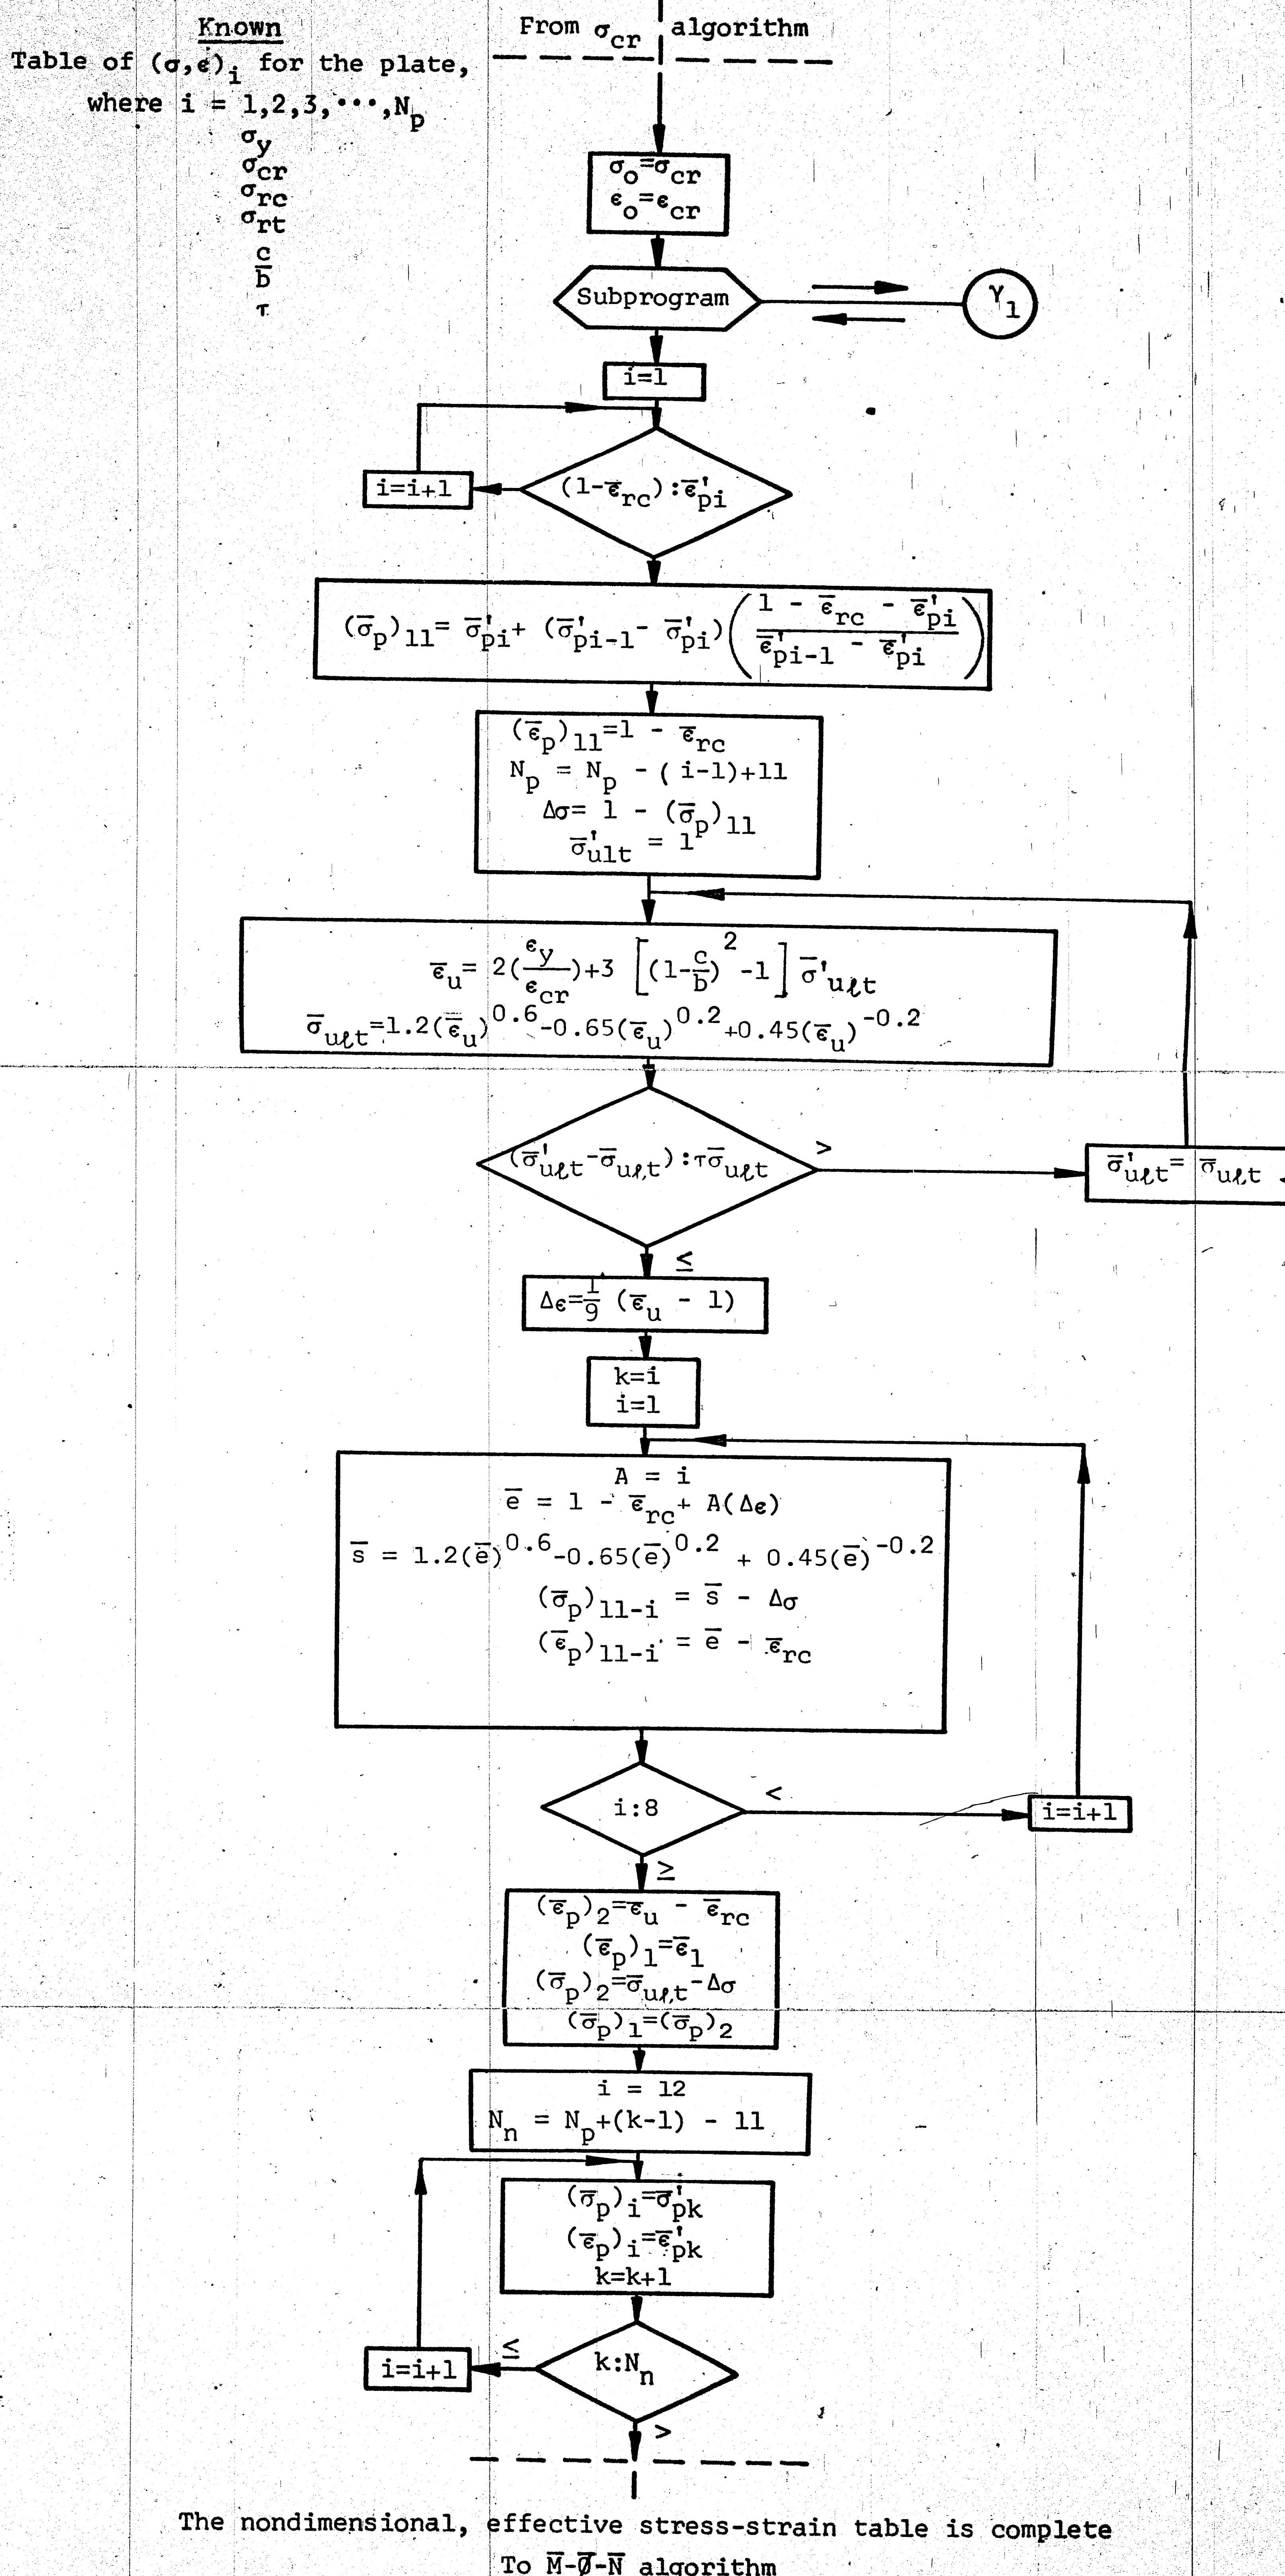 Known
Table of (σ,ϵ)i for the plate,
where i = 1,2,3,···,Np
σy
σcr
σrc
σrt
c
b̅
τ
From σcr algorithm
σo=σcr
ϵo=ϵcr
Subprogram
γ1
i=1
(1-ϵ̅rc):ϵ̅'pi
i=i+1
(σ̅p)11= σ̅'pi+ (σ̅'pi-1- σ̅'pi)((1 - ϵ̅rc - ϵ̅'pi)/(ϵ̅'pi-1 - ϵ̅'pi))
(ϵ̅p)11=1 - ϵ̅rc
Np = Np - ( i-1)+11
Δσ= 1 - (σ̅p)11
σ̅'ult = 1
ϵ̅u= 2(ϵy/ϵcr)+3 [(1-c/b)^2 -1] σ̅'uℓt
σ̅uℓt=1.2(ϵ̅u)^0.6-0.65(ϵ̅u)^0.2+0.45(ϵ̅u)^-0.2
(σ̅'uℓt-σ̅uℓt):τσ̅uℓt
>
σ̅'uℓt= σ̅uℓt
≤
Δϵ=1/9 (ϵ̅u - 1)
k=i
i=1
A = i
e̅ = 1 - ϵ̅rc+ A(Δϵ)
s̅ = 1.2(e̅)^0.6-0.65(e̅)^0.2 + 0.45(e̅)^-0.2
(σ̅p)11-i = s̅ - Δσ
(ϵ̅p)11-i = e̅ - ϵ̅rc
i:8
<
i=i+1
≥
(ϵ̅p)2=ϵ̅u - ϵ̅rc
(ϵ̅p)1=ϵ̅1
(σ̅p)2=σ̅uℓt-Δσ
(σ̅p)1=(σ̅p)2
i = 12
Nn = Np+(k-1) - 11
(σ̅p)i=σ̅'pk
(ϵ̅p)i=ϵ̅'pk
k=k+1
k:Nn
≤
i=i+1
>
The nondimensional, effective stress-strain table is complete
To M̅-Ø̅-N̅ algorithm